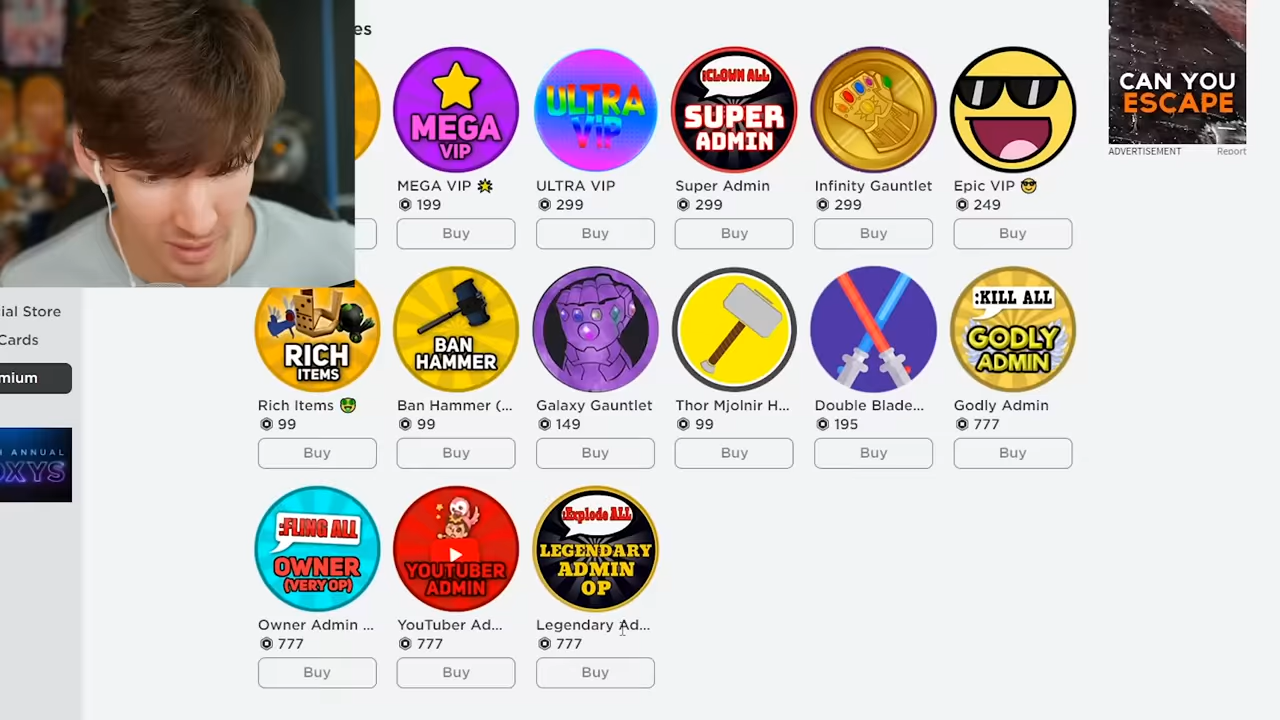 es
MEGA
VIP
ULTRA
VIP
:CLOWN ALL
SUPER
ADMIN
MEGA VIP
199
Buy
ULTRA VIP
299
Buy
Super Admin
299
Buy
Infinity Gauntlet
299
Buy
Epic VIP
249
Buy
CAN YOU
ESCAPE
ADVERTISEMENT
Report
ial Store
Cards
mium
ANNUAL
OXYS
RICH
ITEMS
BAN
HAMMER
:KILL ALL
GODLY
ADMIN
Rich Items
99
Buy
Ban Hammer (...
99
Buy
Galaxy Gauntlet
149
Buy
Thor Mjolnir H...
99
Buy
Double Blade...
195
Buy
Godly Admin
777
Buy
:FLING ALL
OWNER
(VERY OP)
YOUTUBER
ADMIN
:Explode ALL
LEGENDARY
ADMIN
OP
Owner Admin ...
777
Buy
YouTuber Ad...
777
Buy
Legendary Ad...
777
Buy